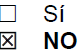 ☐ Sí
☒ NO